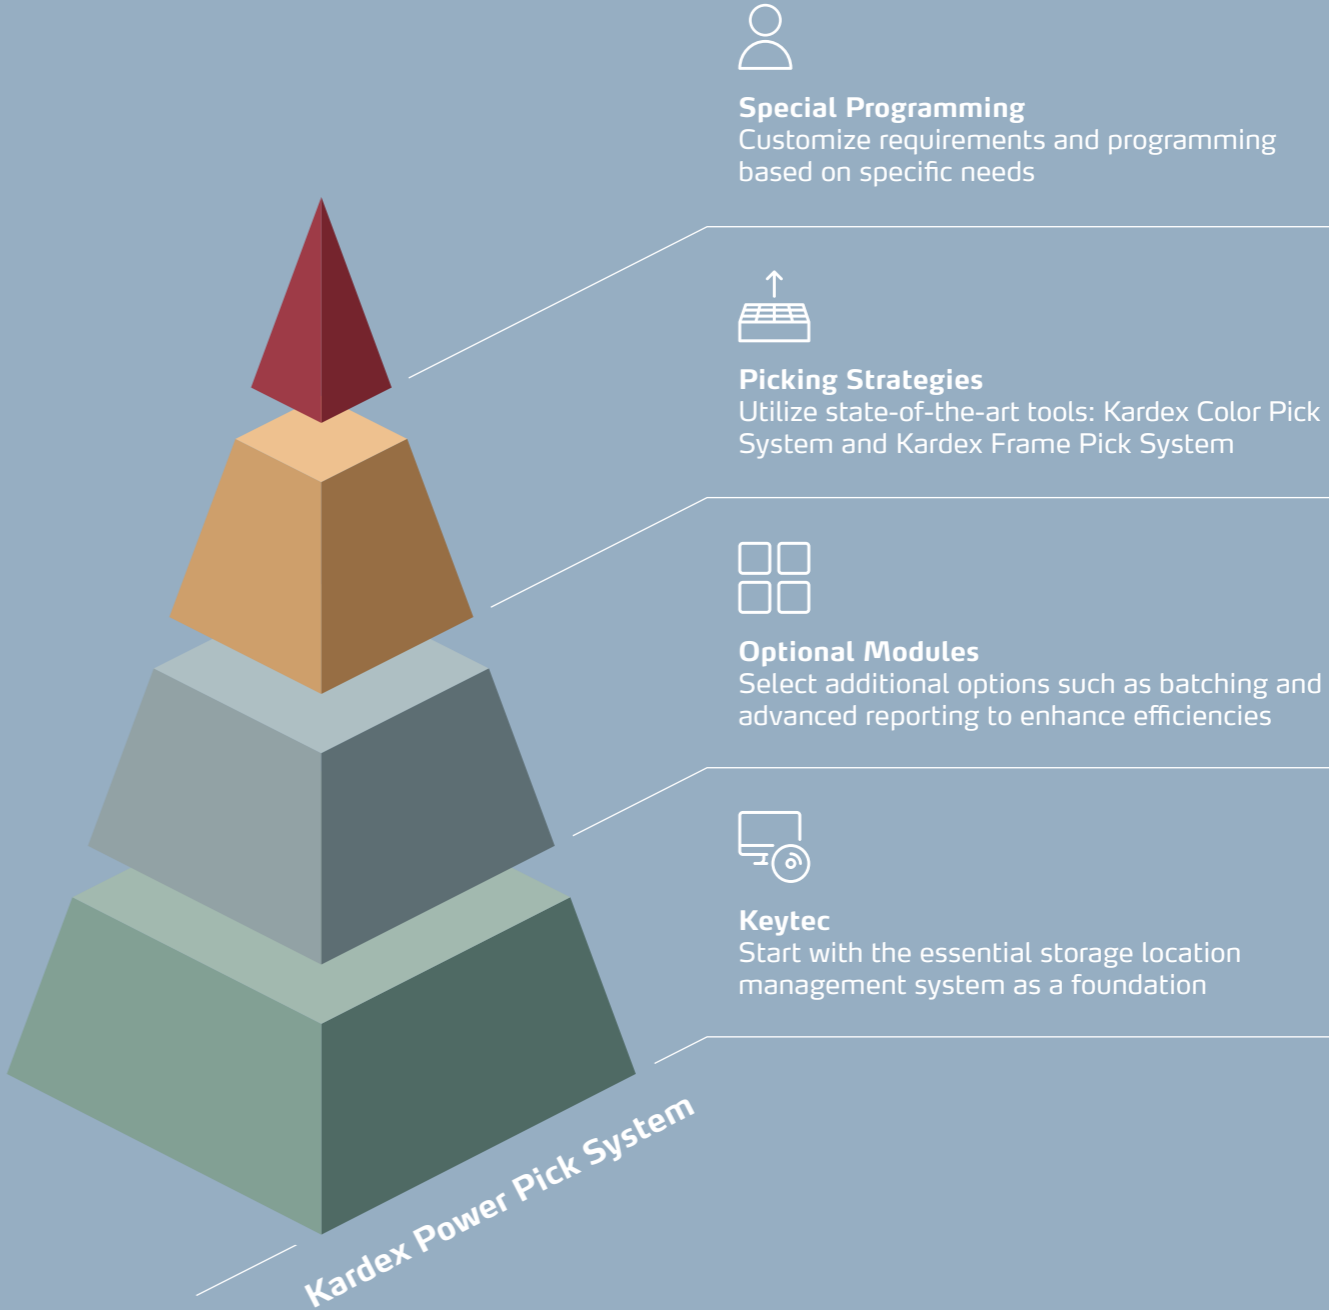 Special Programming
Customize requirements and programming
based on specific needs
Picking Strategies
Utilize state-of-the-art tools: Kardex Color Pick
System and Kardex Frame Pick System
Optional Modules
Select additional options such as batching and
advanced reporting to enhance efficiencies
Keytec
Start with the essential storage location
management system as a foundation
Kardex Power Pick System